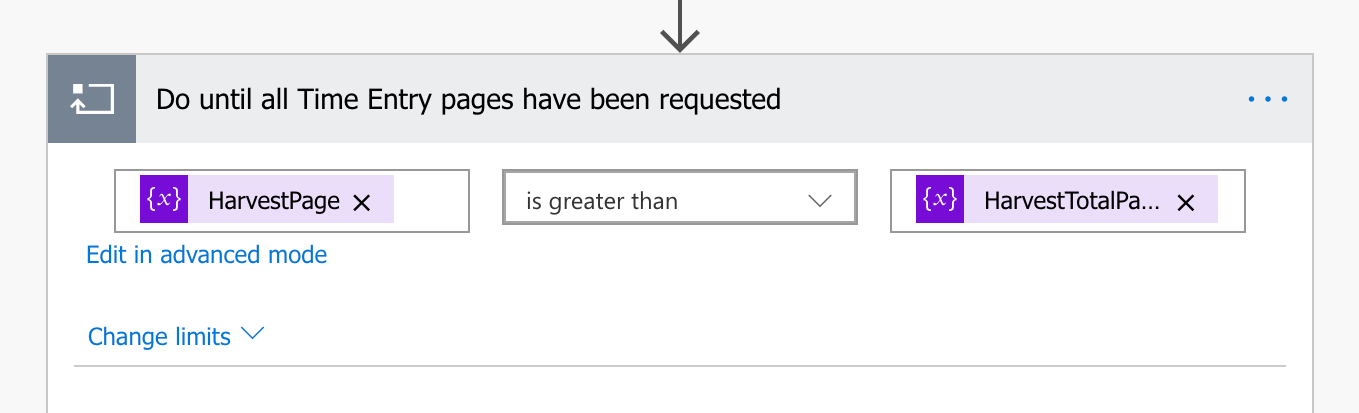 Do until all Time Entry pages have been requested
{x} HarvestPage is greater than {x} HarvestTotalPa...
Edit in advanced mode
Change limits